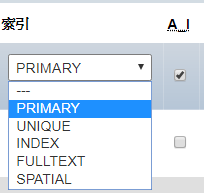 索引 A_I
PRIMARY
---
PRIMARY
UNIQUE
INDEX
FULLTEXT
SPATIAL